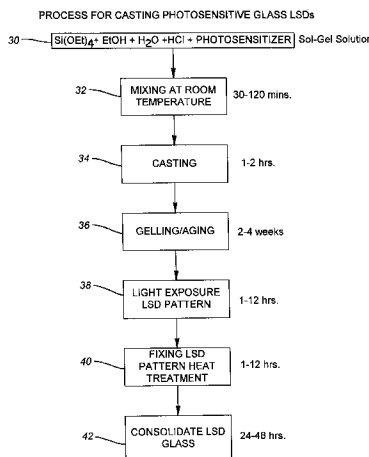 PROCESS FOR CASTING PHOTOSENSITIVE GLASS LSDs
30
Si(OEt)4+ EtOH + H2O +HCl + PHOTOSENSITIZER
Sol-Gel Solution
32
MIXING AT ROOM
TEMPERATURE
30-120 mins.
34
CASTING
1-2 hrs.
36
GELLING/AGING
2-4 weeks
38
LIGHT EXPOSURE
LSD PATTERN
1-12 hrs.
40
FIXING LSD
PATTERN HEAT
TREATMENT
1-12 hrs.
42
CONSOLIDATE LSD
GLASS
24-48 hrs.